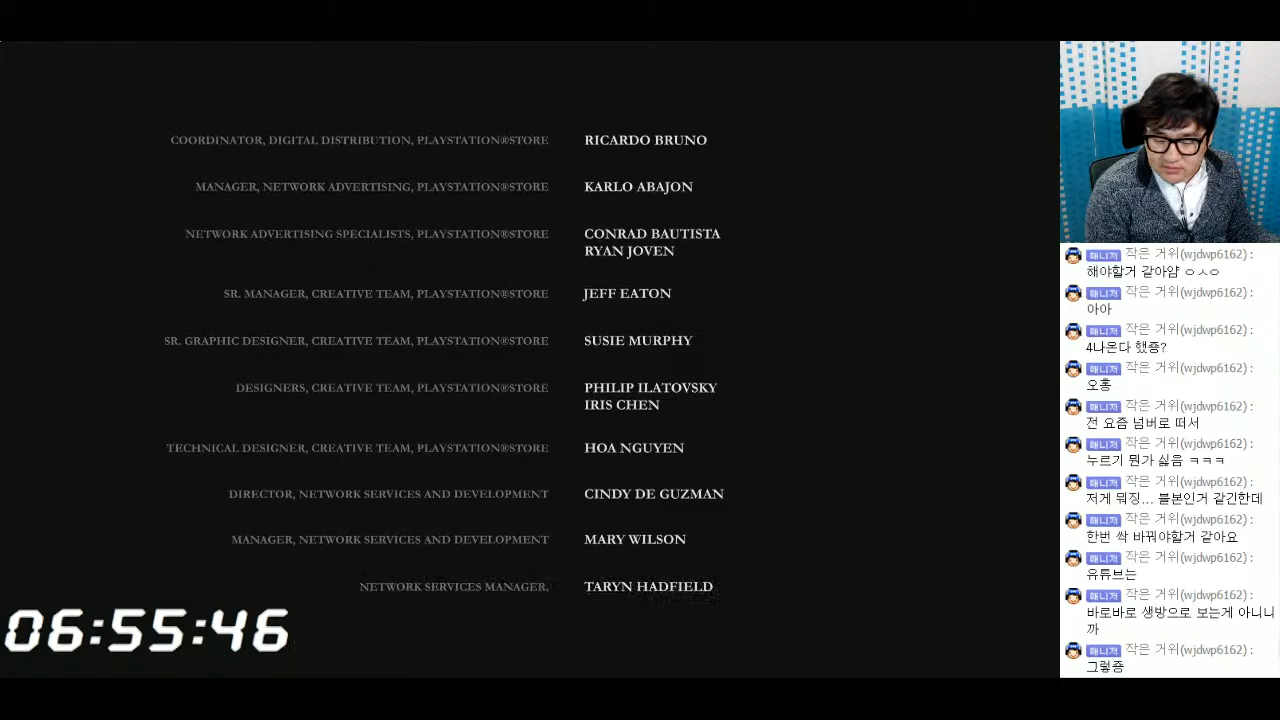 COORDINATOR, DIGITAL DISTRIBUTION, PLAYSTATION®STORE RICARDO BRUNO
MANAGER, NETWORK ADVERTISING, PLAYSTATION®STORE KARLO ABAJON
NETWORK ADVERTISING SPECIALISTS, PLAYSTATION®STORE CONRAD BAUTISTA
RYAN JOVEN
SR. MANAGER, CREATIVE TEAM, PLAYSTATION®STORE JEFF EATON
SR. GRAPHIC DESIGNER, CREATIVE TEAM, PLAYSTATION®STORE SUSIE MURPHY
DESIGNERS, CREATIVE TEAM, PLAYSTATION®STORE PHILIP ILATOVSKY
IRIS CHEN
TECHNICAL DESIGNER, CREATIVE TEAM, PLAYSTATION®STORE HOA NGUYEN
DIRECTOR, NETWORK SERVICES AND DEVELOPMENT CINDY DE GUZMAN
MANAGER, NETWORK SERVICES AND DEVELOPMENT MARY WILSON
NETWORK SERVICES MANAGER, TARYN HADFIELD
06:55:46
매니저 작은 거위(wjdwp6162) :
해야할거 같아얌 ㅇㅅㅇ
매니저 작은 거위(wjdwp6162) :
아아
매니저 작은 거위(wjdwp6162) :
4나온다 했죵?
매니저 작은 거위(wjdwp6162) :
오홍
매니저 작은 거위(wjdwp6162) :
전 요즘 넘버로 떠서
매니저 작은 거위(wjdwp6162) :
누르기 뭔가 싫음 ㅋㅋㅋ
매니저 작은 거위(wjdwp6162) :
저게 뭐징... 블본인거 같긴한데
매니저 작은 거위(wjdwp6162) :
한번 싹 바꿔야할거 같아요
매니저 작은 거위(wjdwp6162) :
유튜브는
매니저 작은 거위(wjdwp6162) :
바로바로 생방으로 보는게 아니니
까
매니저 작은 거위(wjdwp6162) :
그렇죵